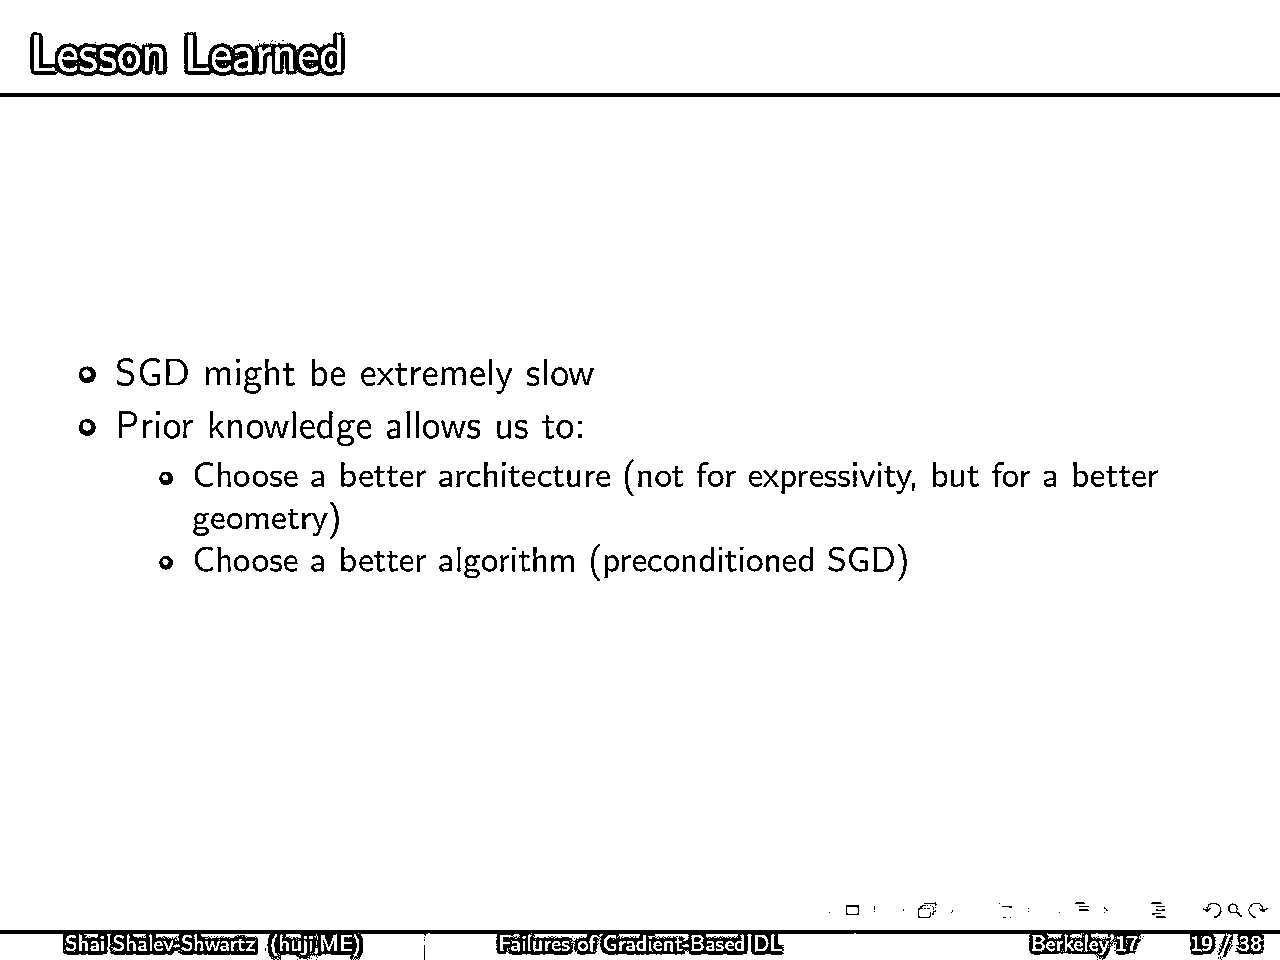 Lesson Learned
SGD might be extremely slow
Prior knowledge allows us to:
Choose a better architecture (not for expressivity, but for a better
geometry)
Choose a better algorithm (preconditioned SGD)
Shai Shalev-Shwartz (huji,ME)
Failures of Gradient-Based DL
Berkeley'17
19 / 38